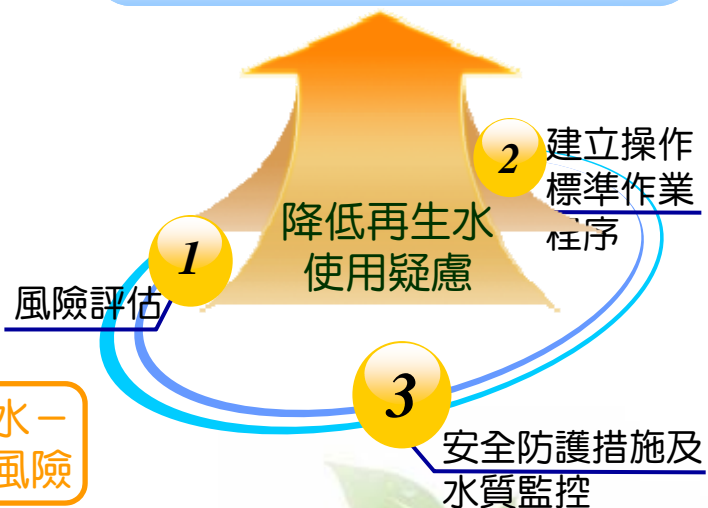 2
建立操作
標準作業
程序
降低再生水
使用疑慮
1
風險評估
3
水－
風險
安全防護措施及
水質監控